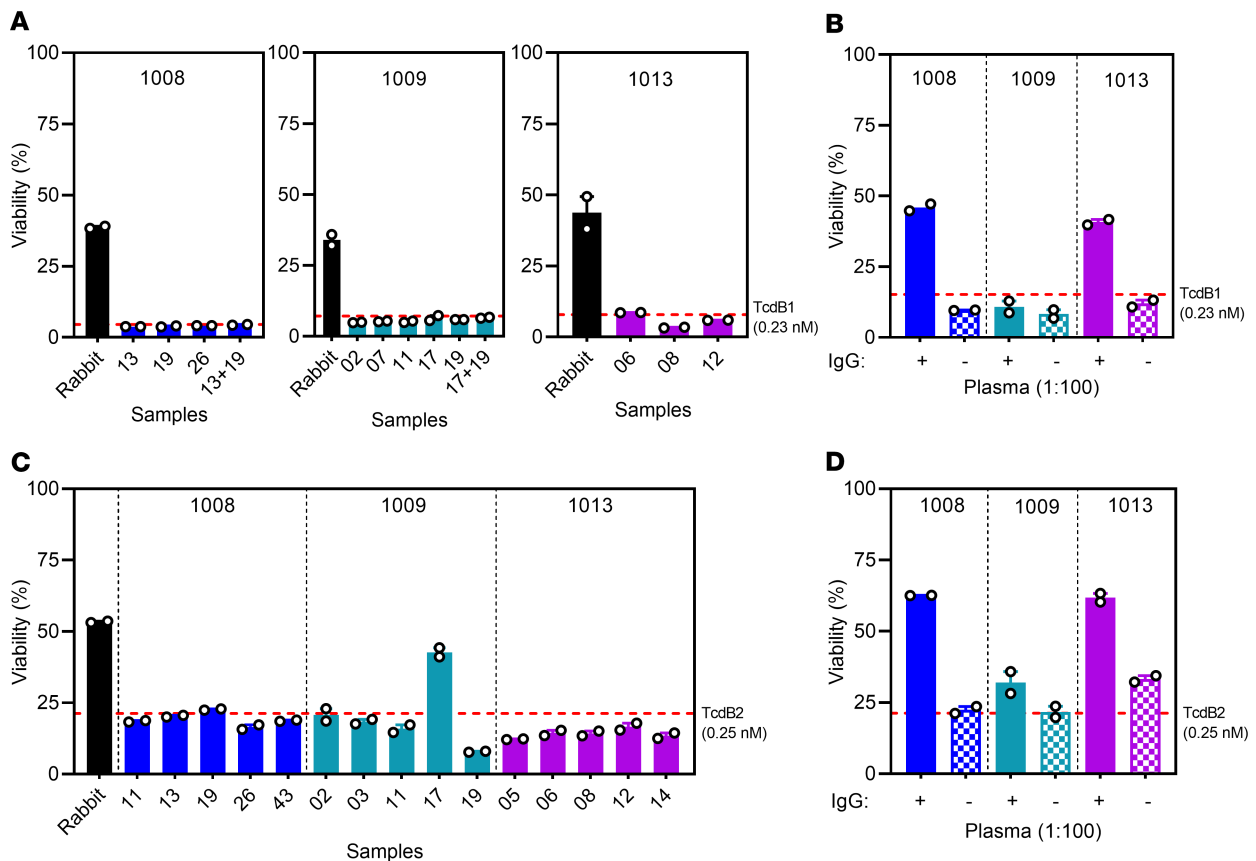 A
Viability (%)
100
75
50
25
0
1008
Rabbit
13
19
26
13+19
Samples
100
75
50
25
0
1009
Rabbit
02
07
11
17
19
17+19
Samples
100
75
50
25
0
1013
Rabbit
06
08
12
Samples
TcdB1
(0.23 nM)
B
Viability (%)
100
75
50
25
0
1008
1009
1013
TcdB1
(0.23 nM)
IgG: + - + - + -
Plasma (1:100)
C
Viability (%)
100
75
50
25
0
1008
1009
1013
Rabbit
11
13
19
26
43
02
03
11
17
19
05
06
08
12
14
Samples
TcdB2
(0.25 nM)
D
Viability (%)
100
75
50
25
0
1008
1009
1013
TcdB2
(0.25 nM)
IgG: + - + - + -
Plasma (1:100)